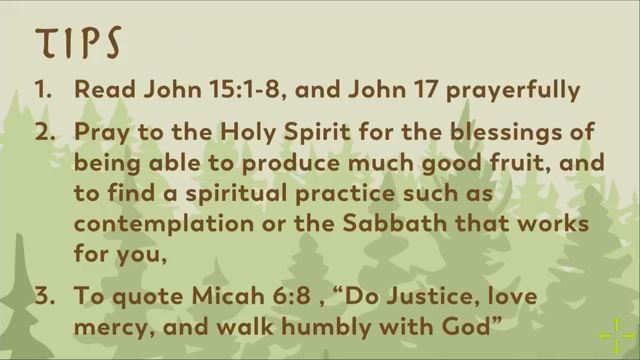 TIPS
1. Read John 15:1-8, and John 17 prayerfully
2. Pray to the Holy Spirit for the blessings of
being able to produce much good fruit, and
to find a spiritual practice such as
contemplation or the Sabbath that works
for you,
3. To quote Micah 6:8 , “Do Justice, love
mercy, and walk humbly with God”